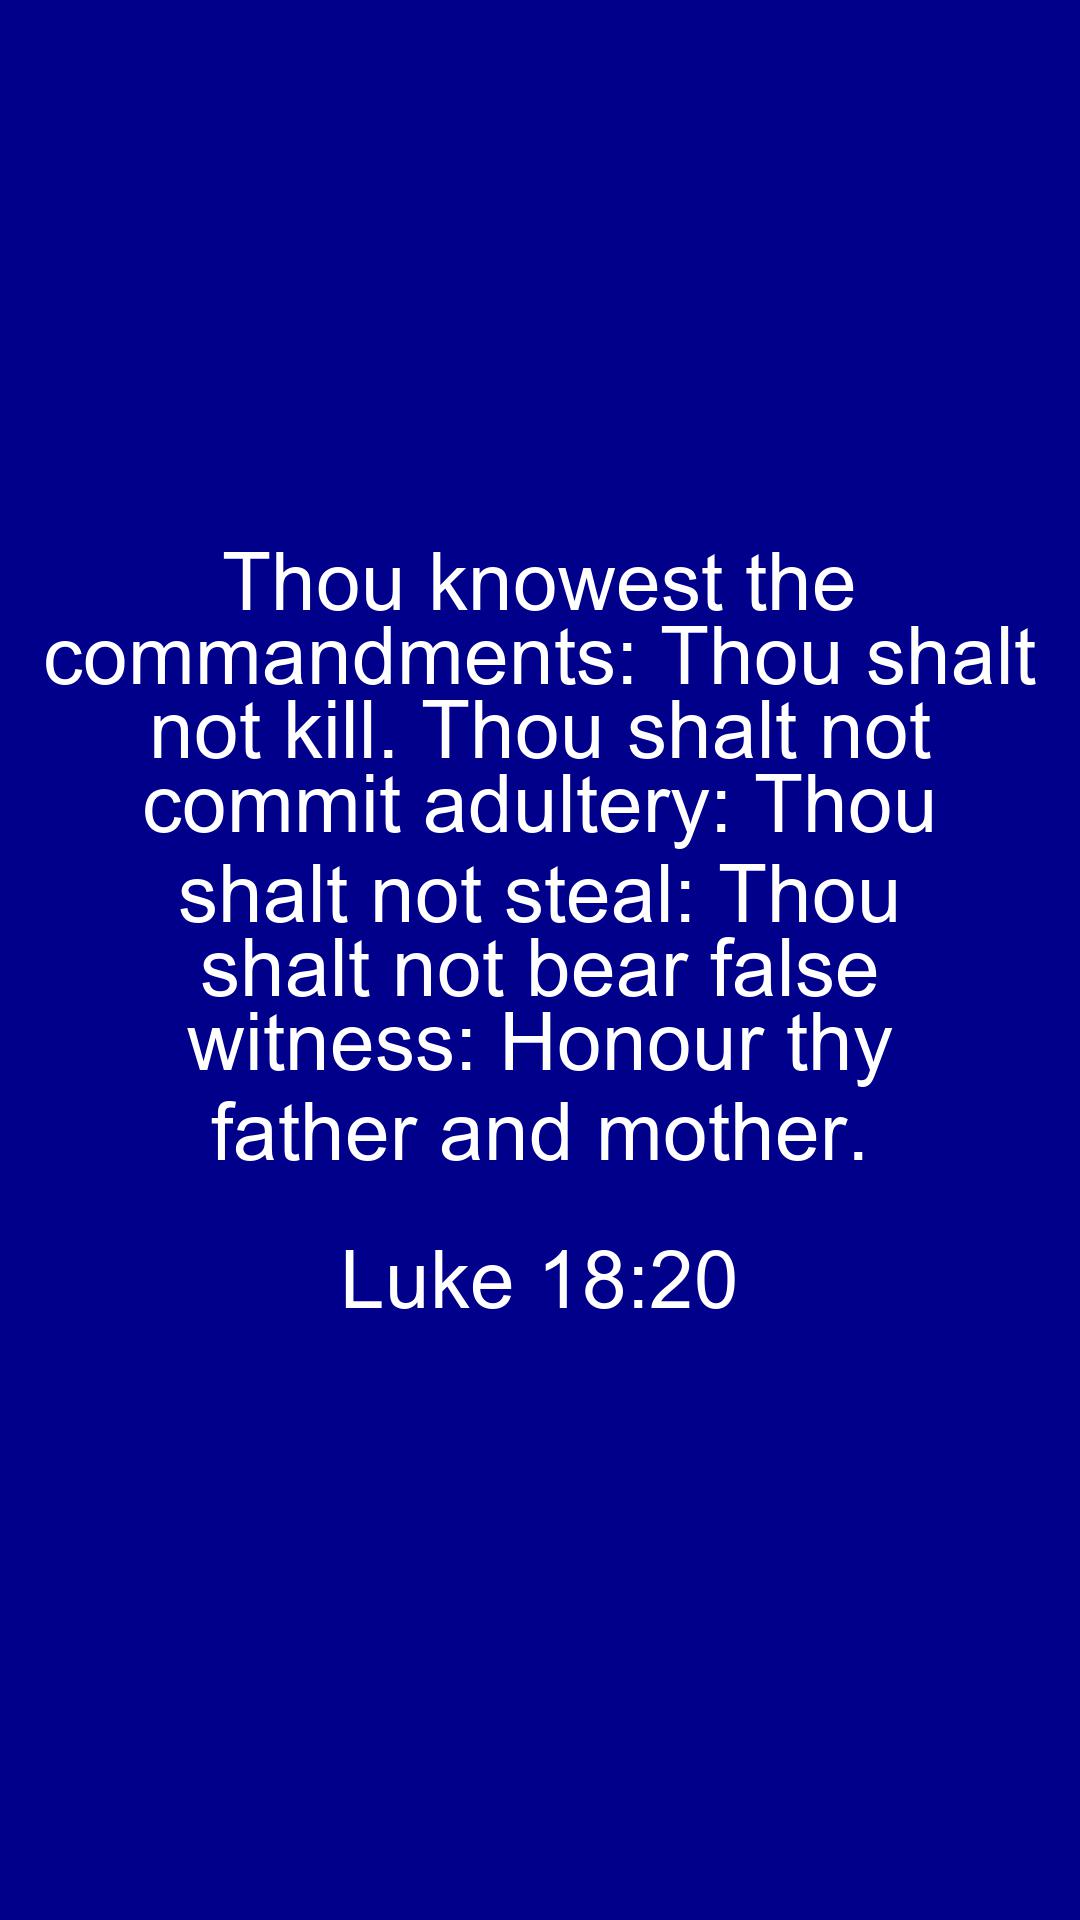 Thou knowest the
commandments: Thou shalt
not kill. Thou shalt not
commit adultery: Thou
shalt not steal: Thou
shalt not bear false
witness: Honour thy
father and mother.
Luke 18:20